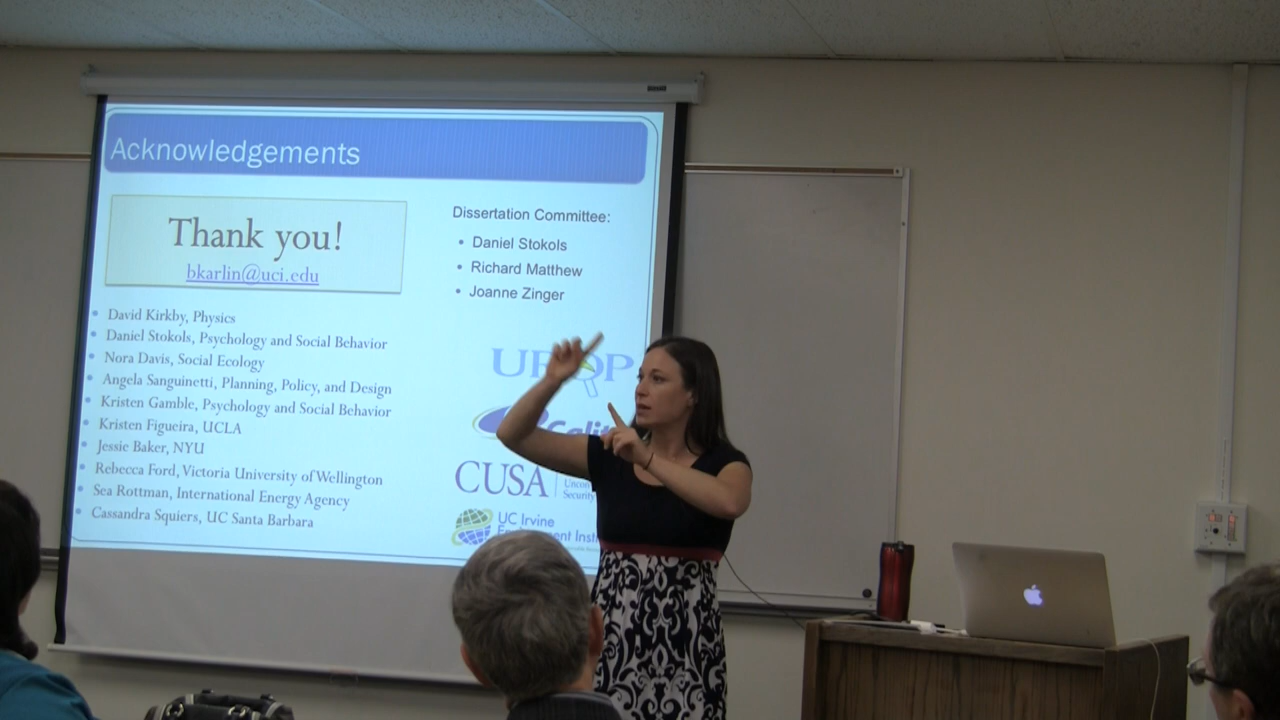 Acknowledgements
Thank you!
bkarlin@uci.edu
David Kirkby, Physics
Daniel Stokols, Psychology and Social Behavior
Nora Davis, Social Ecology
Angela Sanguinetti, Planning, Policy, and Design
Kristen Gamble, Psychology and Social Behavior
Kristen Figueira, UCLA
Jessie Baker, NYU
Rebecca Ford, Victoria University of Wellington
Sea Rottman, International Energy Agency
Cassandra Squiers, UC Santa Barbara
Dissertation Committee:
Daniel Stokols
Richard Matthew
Joanne Zinger
UROP
CUSA
Security
UC Irvine